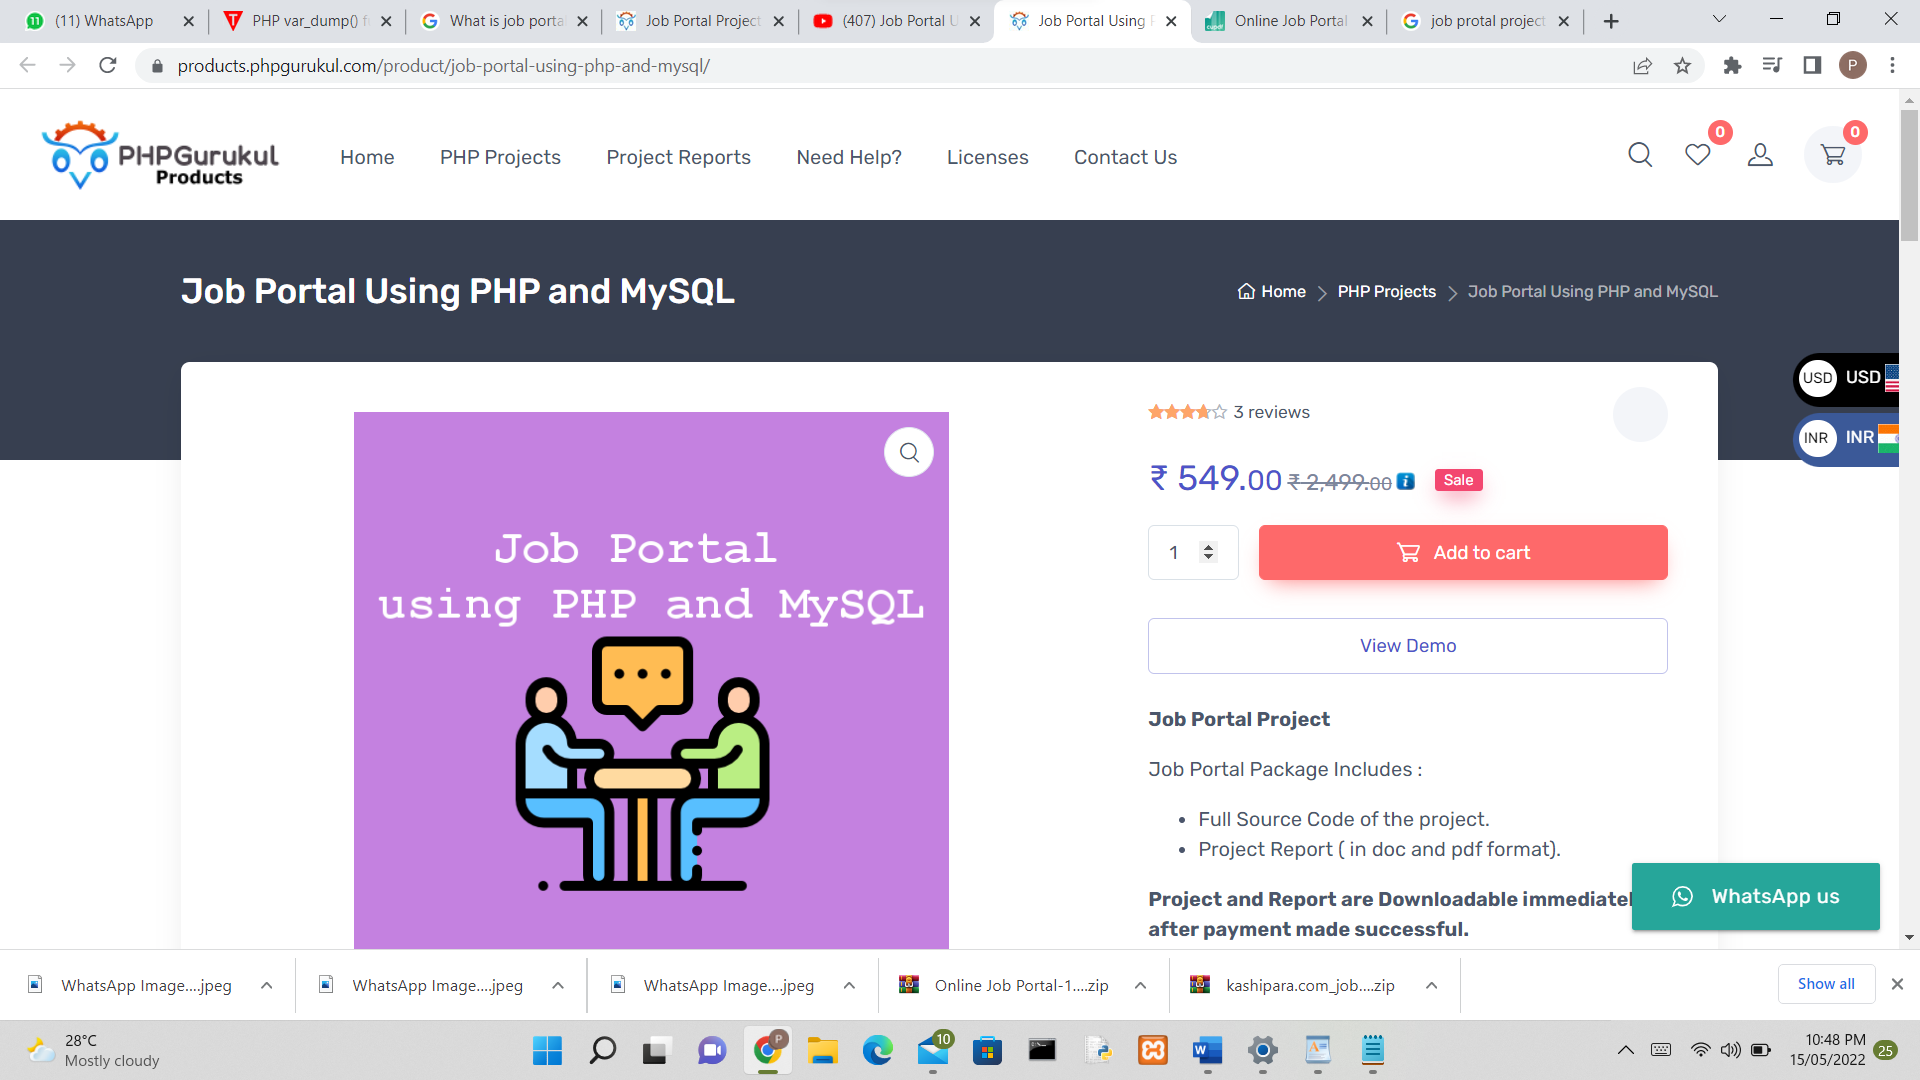 (11) WhatsApp
PHP var_dump() f
What is job porta
Job Portal Project
(407) Job Portal U
Job Portal Using
Online Job Portal
job protal project
products.phpgurukul.com/product/job-portal-using-php-and-mysql/
P
PHPGurukul
Products
Home
PHP Projects
Project Reports
Need Help?
Licenses
Contact Us
0
0
Job Portal Using PHP and MySQL
Home
PHP Projects
Job Portal Using PHP and MySQL
USD USD
INR INR
3 reviews
₹ 549.00 ₹ 2,499.00
Sale
Job Portal
using PHP and MySQL
1
Add to cart
View Demo
Job Portal Project
Job Portal Package Includes :
• Full Source Code of the project.
• Project Report ( in doc and pdf format).
Project and Report are Downloadable immediatel
after payment made successful.
WhatsApp us
WhatsApp Image....jpeg
WhatsApp Image....jpeg
WhatsApp Image....jpeg
Online Job Portal-1....zip
kashipara.com_job....zip
Show all
28°C
Mostly cloudy
10
10:48 PM
15/05/2022
25